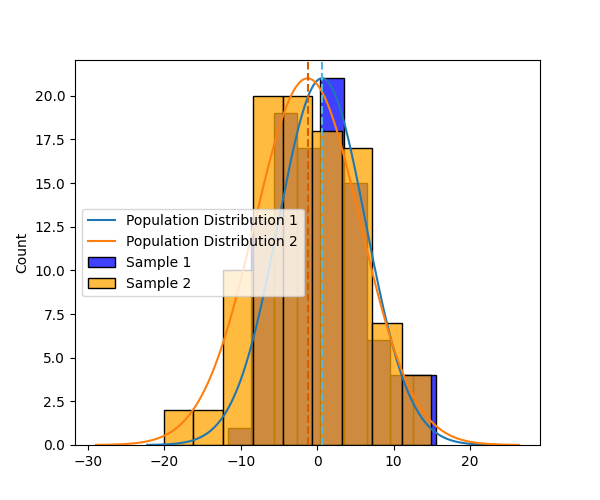 20.0
17.5
15.0
12.5
10.0
7.5
5.0
2.5
0.0
Count
Population Distribution 1
Population Distribution 2
Sample 1
Sample 2
−30 −20 −10 0 10 20